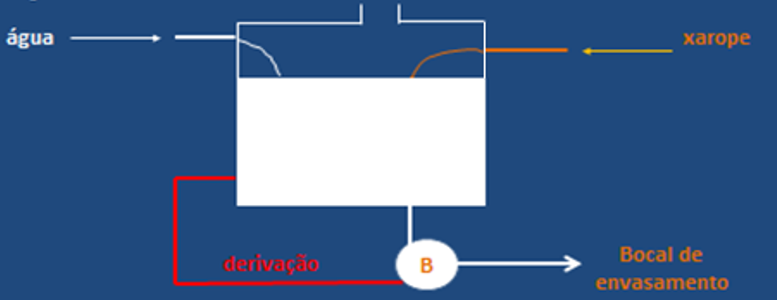 água
xarope
derivação
B
Bocal de
envasamento